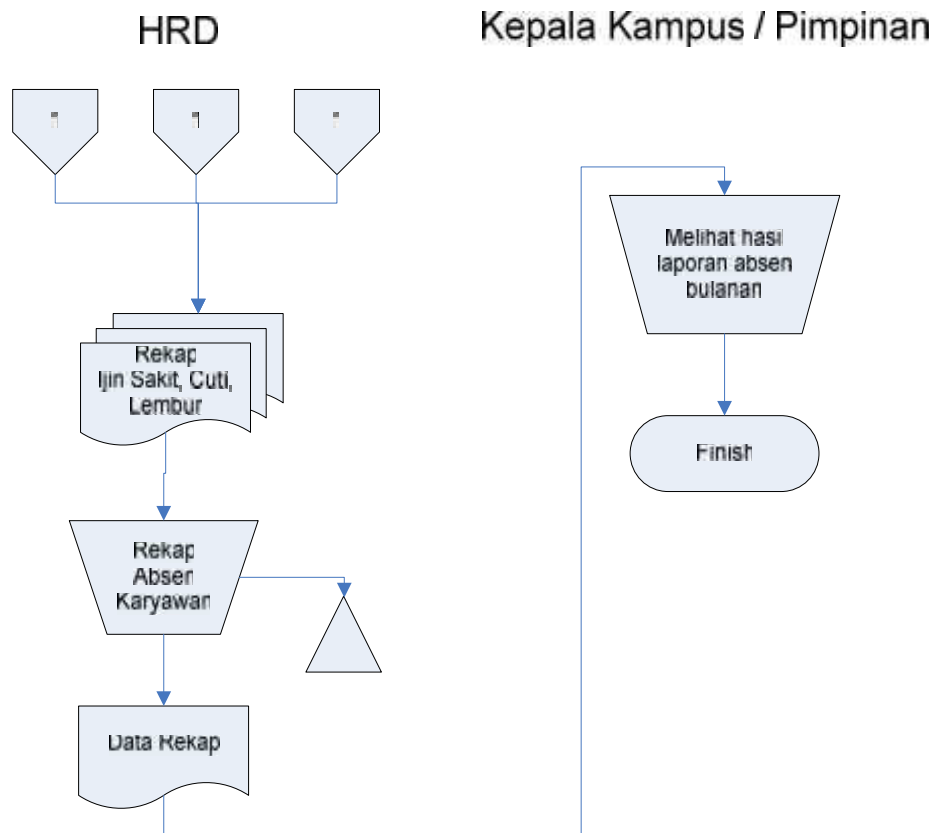 HRD
Kepala Kampus / Pimpinan
Rekap
Ijin Sakit, Cuti,
Lembur
Rekap
Absen
Karyawan
Data Rekap
Melihat hasil
laporan absen
bulanan
Finish